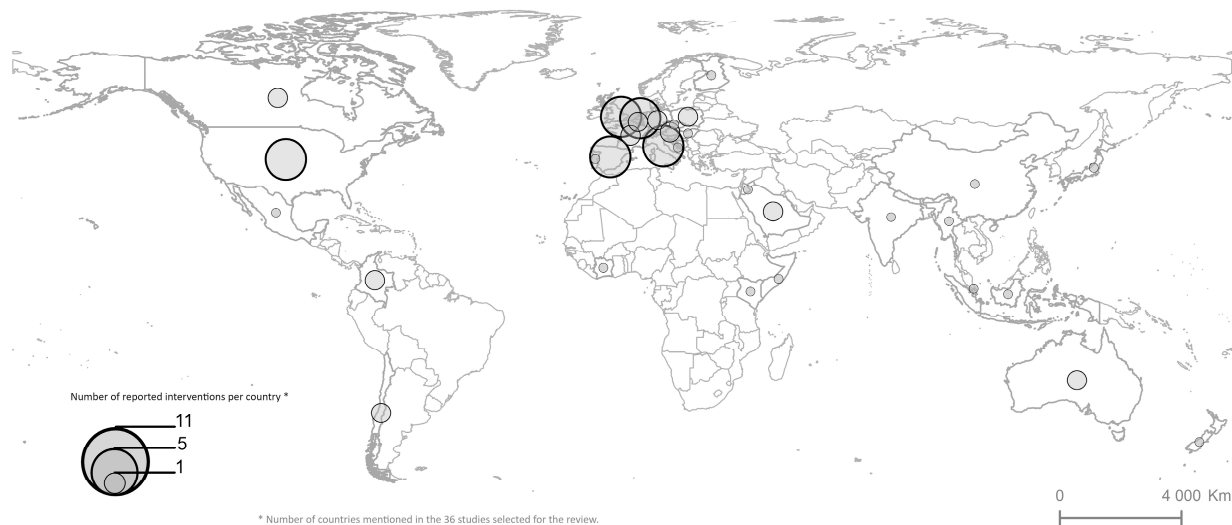 Number of reported interventions per country *
11
5
1
0 4 000 Km
* Number of countries mentioned in the 36 studies selected for the review.